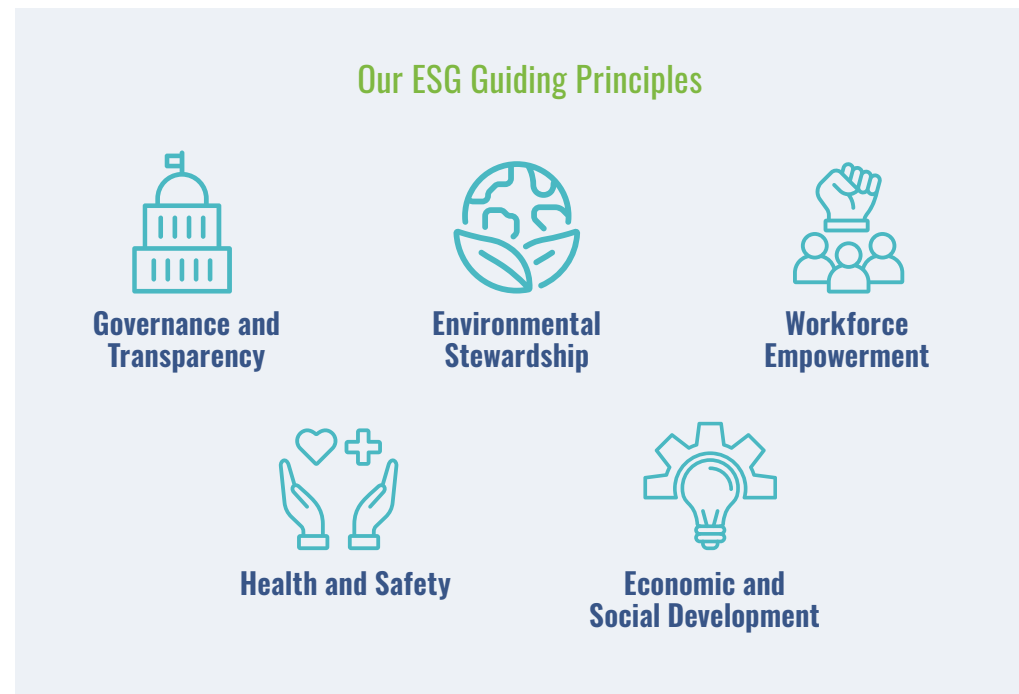 Our ESG Guiding Principles
Governance and
Transparency
Environmental
Stewardship
Workforce
Empowerment
Health and Safety
Economic and
Social Development